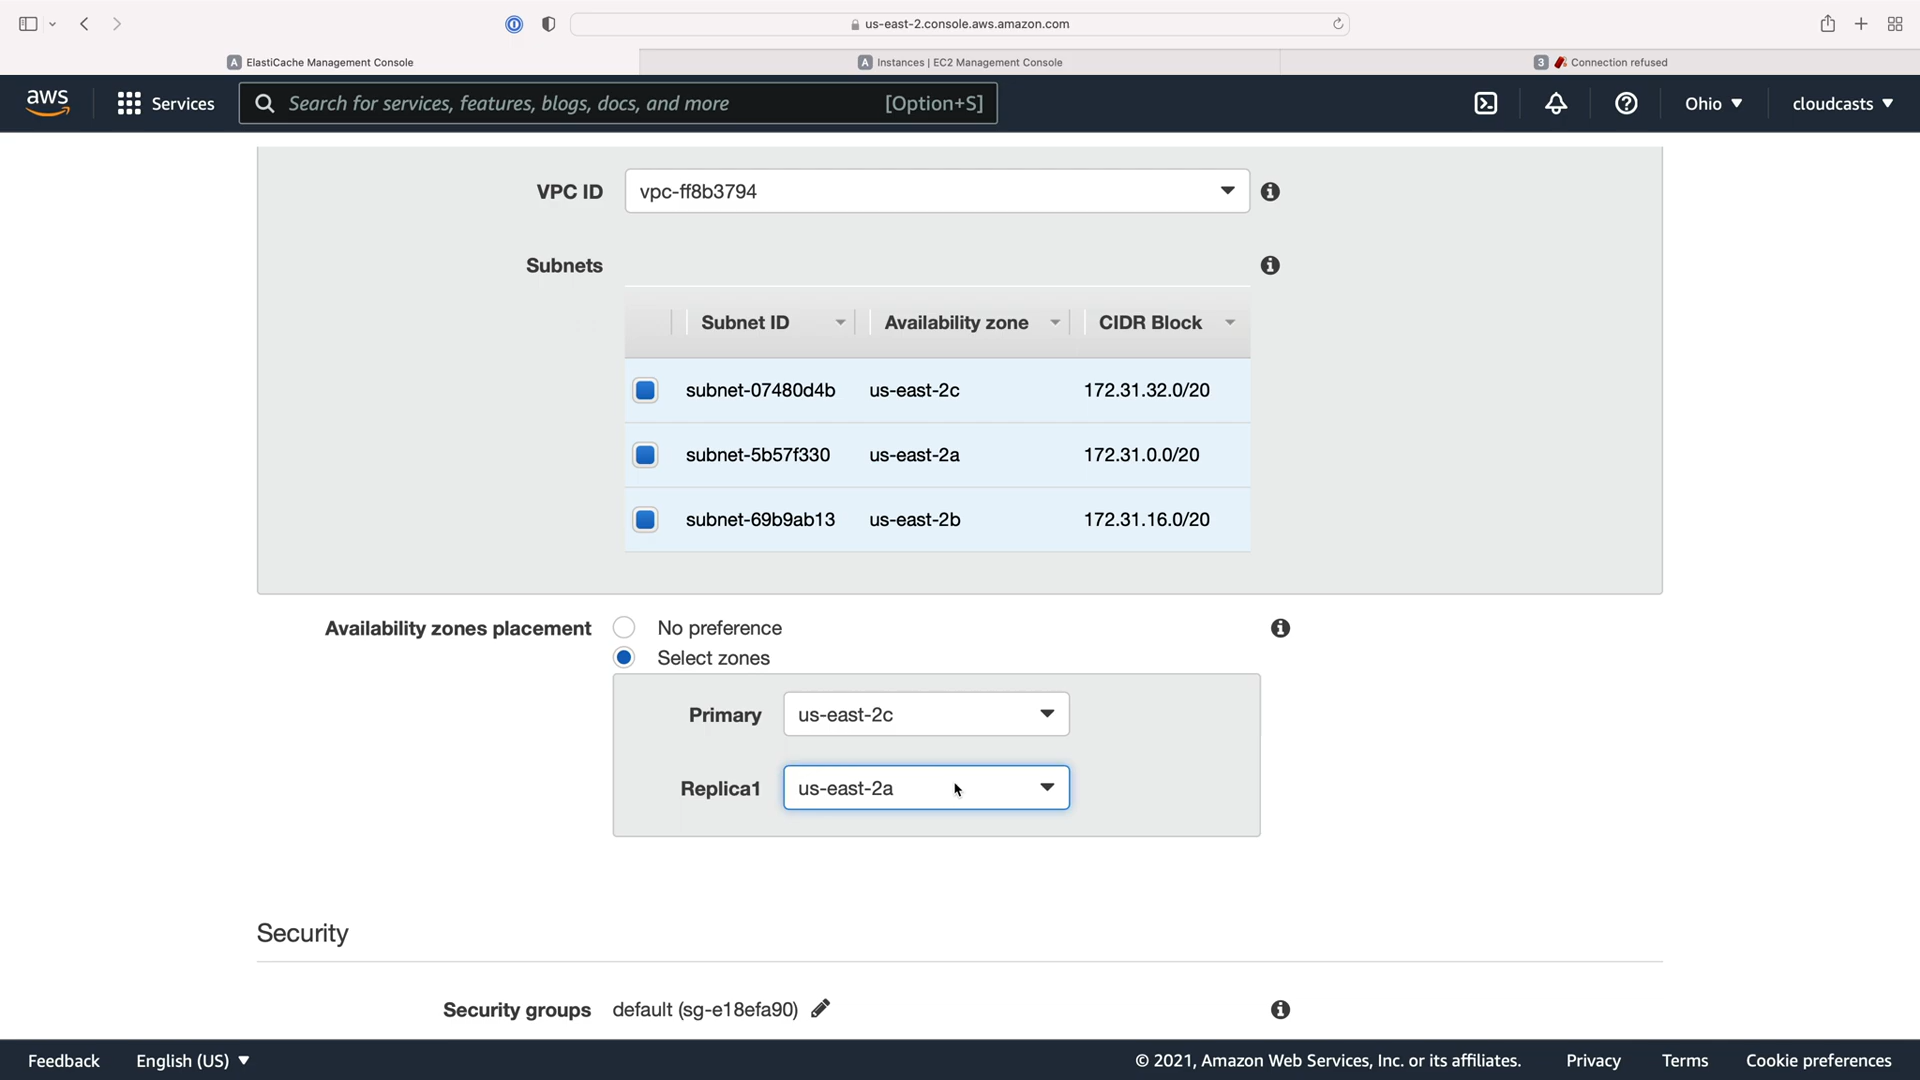 us-east-2.console.aws.amazon.com
A ElastiCache Management Console
A Instances | EC2 Management Console
3 Connection refused
aws
Services
Search for services, features, blogs, docs, and more [Option+S]
Ohio
cloudcasts
VPC ID vpc-ff8b3794
Subnets
Subnet ID Availability zone CIDR Block
subnet-07480d4b us-east-2c 172.31.32.0/20
subnet-5b57f330 us-east-2a 172.31.0.0/20
subnet-69b9ab13 us-east-2b 172.31.16.0/20
Availability zones placement No preference
Select zones
Primary us-east-2c
Replica1 us-east-2a
Security
Security groups default (sg-e18efa90)
Feedback English (US) © 2021, Amazon Web Services, Inc. or its affiliates. Privacy Terms Cookie preferences